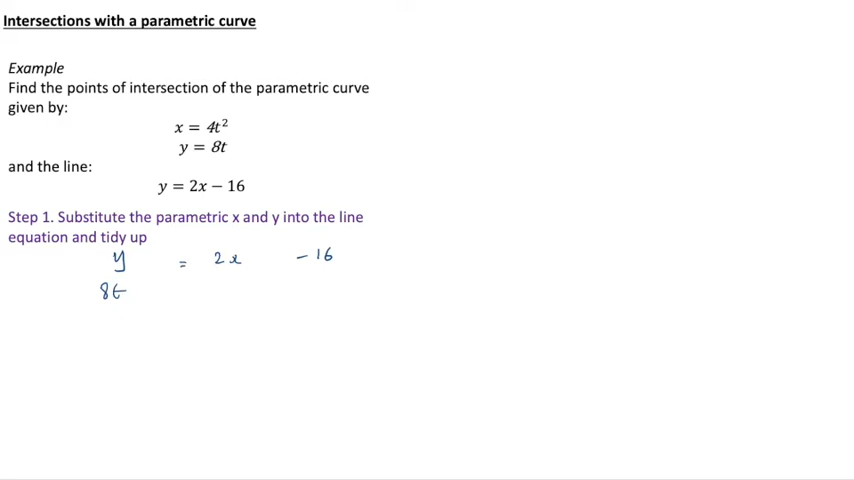 Intersections with a parametric curve
Example
Find the points of intersection of the parametric curve
given by:
x = 4t²
y = 8t
and the line:
y = 2x − 16
Step 1. Substitute the parametric x and y into the line
equation and tidy up
y = 2x − 16
8t